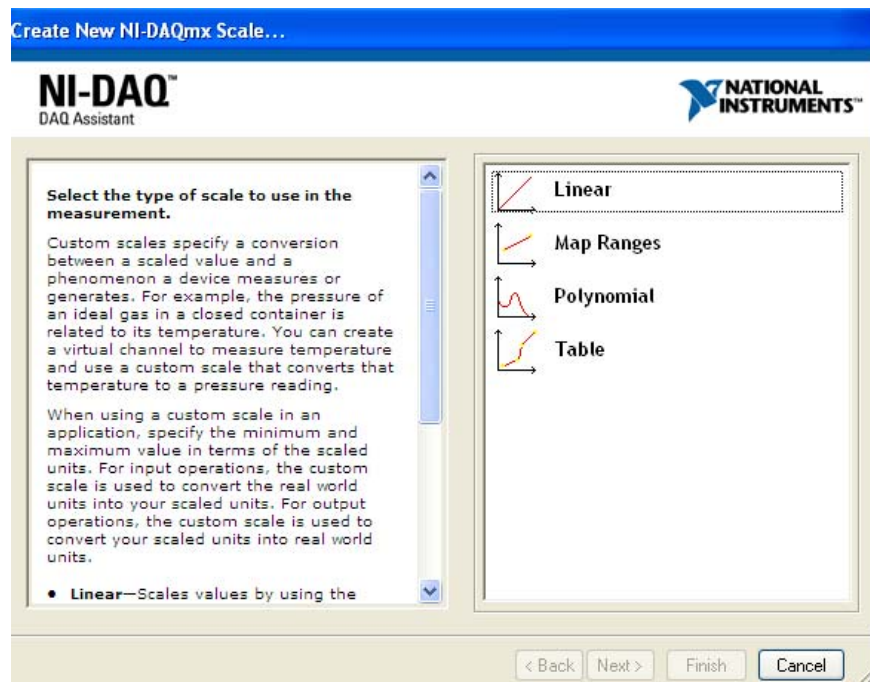 Create New NI-DAQmx Scale...
NI-DAQ™
DAQ Assistant
NATIONAL
INSTRUMENTS™
Select the type of scale to use in the
measurement.
Custom scales specify a conversion
between a scaled value and a
phenomenon a device measures or
generates. For example, the pressure of
an ideal gas in a closed container is
related to its temperature. You can create
a virtual channel to measure temperature
and use a custom scale that converts that
temperature to a pressure reading.
When using a custom scale in an
application, specify the minimum and
maximum value in terms of the scaled
units. For input operations, the custom
scale is used to convert the real world
units into your scaled units. For output
operations, the custom scale is used to
convert your scaled units into real world
units.
• Linear—Scales values by using the
Linear
Map Ranges
Polynomial
Table
< Back Next > Finish Cancel